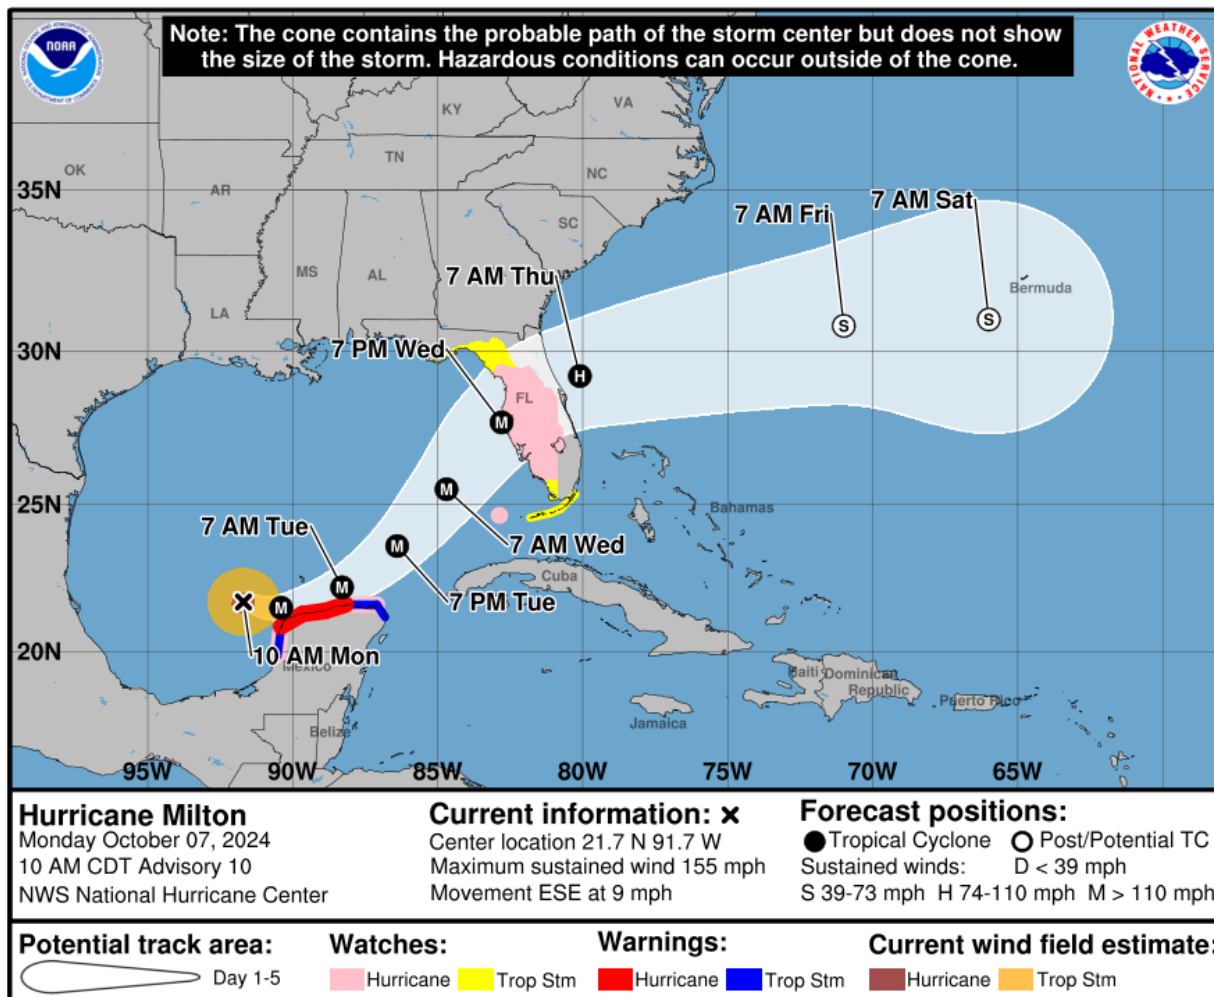 Note: The cone contains the probable path of the storm center but does not show
the size of the storm. Hazardous conditions can occur outside of the cone.
NOAA
NATIONAL WEATHER SERVICE
KY
VA
OK
TN
NC
AR
35N
7 AM Fri
7 AM Sat
SC
MS
AL
7 AM Thu
Bermuda
LA
30N
7 PM Wed
H
S
S
FL
M
M
25N
Bahamas
7 AM Tue
M
7 AM Wed
Cuba
M
M
7 PM Tue
20N
10 AM Mon
Mexico
Haiti
Dominican
Republic
Puerto Rico
Jamaica
Belize
95W
90W
85W
80W
75W
70W
65W
Hurricane Milton
Monday October 07, 2024
10 AM CDT Advisory 10
NWS National Hurricane Center
Current information: ✖
Center location 21.7 N 91.7 W
Maximum sustained wind 155 mph
Movement ESE at 9 mph
Forecast positions:
Tropical Cyclone
Post/Potential TC
Sustained winds: D < 39 mph
S 39-73 mph H 74-110 mph M > 110 mph
Potential track area:
Day 1-5
Watches:
Hurricane
Trop Stm
Warnings:
Hurricane
Trop Stm
Current wind field estimate:
Hurricane
Trop Stm